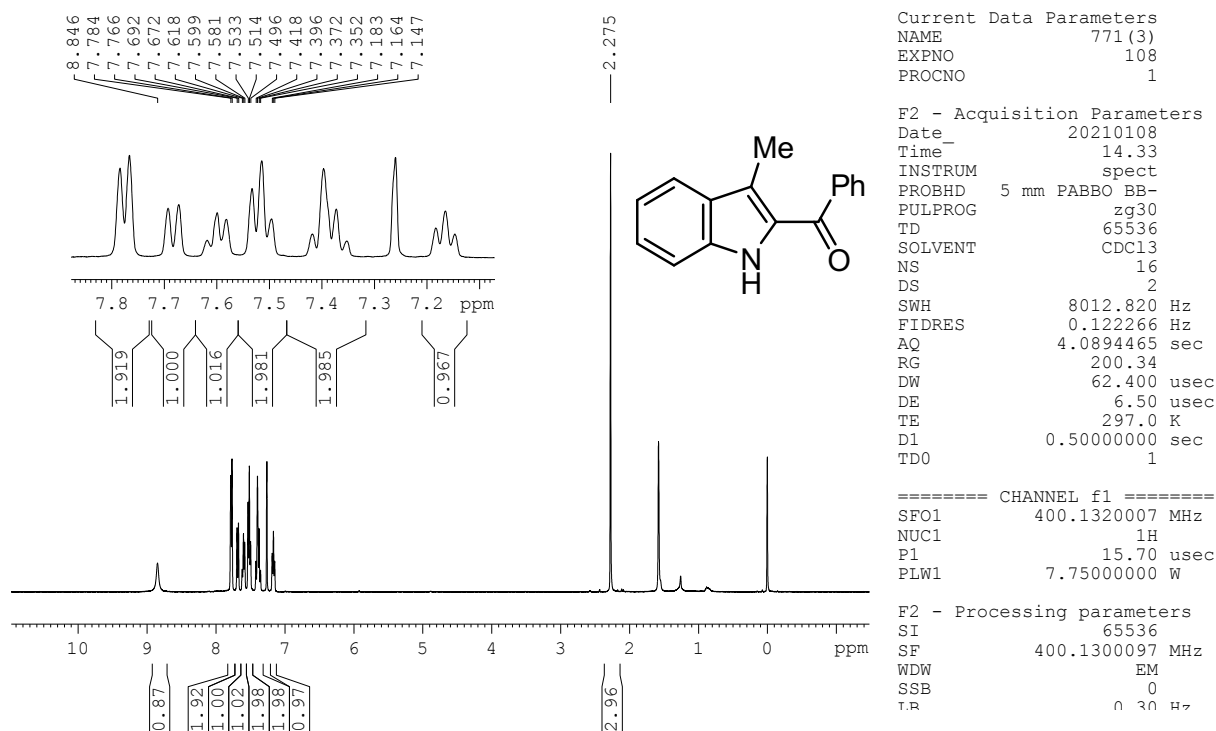 8.846
7.784
7.766
7.692
7.672
7.618
7.599
7.581
7.533
7.514
7.496
7.418
7.396
7.372
7.352
7.183
7.164
7.147
2.275
Me
Ph
N
H
O
7.8 7.7 7.6 7.5 7.4 7.3 7.2 ppm
1.919
1.000
1.016
1.981
1.985
0.967
10 9 8 7 6 5 4 3 2 1 0 ppm
0.87
1.92
1.00
1.02
1.98
1.98
0.97
2.96
Current Data Parameters
NAME 771(3)
EXPNO 108
PROCNO 1
F2 - Acquisition Parameters
Date_ 20210108
Time 14.33
INSTRUM spect
PROBHD 5 mm PABBO BB-
PULPROG zg30
TD 65536
SOLVENT CDCl3
NS 16
DS 2
SWH 8012.820 Hz
FIDRES 0.122266 Hz
AQ 4.0894465 sec
RG 200.34
DW 62.400 usec
DE 6.50 usec
TE 297.0 K
D1 0.50000000 sec
TD0 1
======== CHANNEL f1 ========
SFO1 400.1320007 MHz
NUC1 1H
P1 15.70 usec
PLW1 7.75000000 W
F2 - Processing parameters
SI 65536
SF 400.1300097 MHz
WDW EM
SSB 0
LB 0.30 Hz